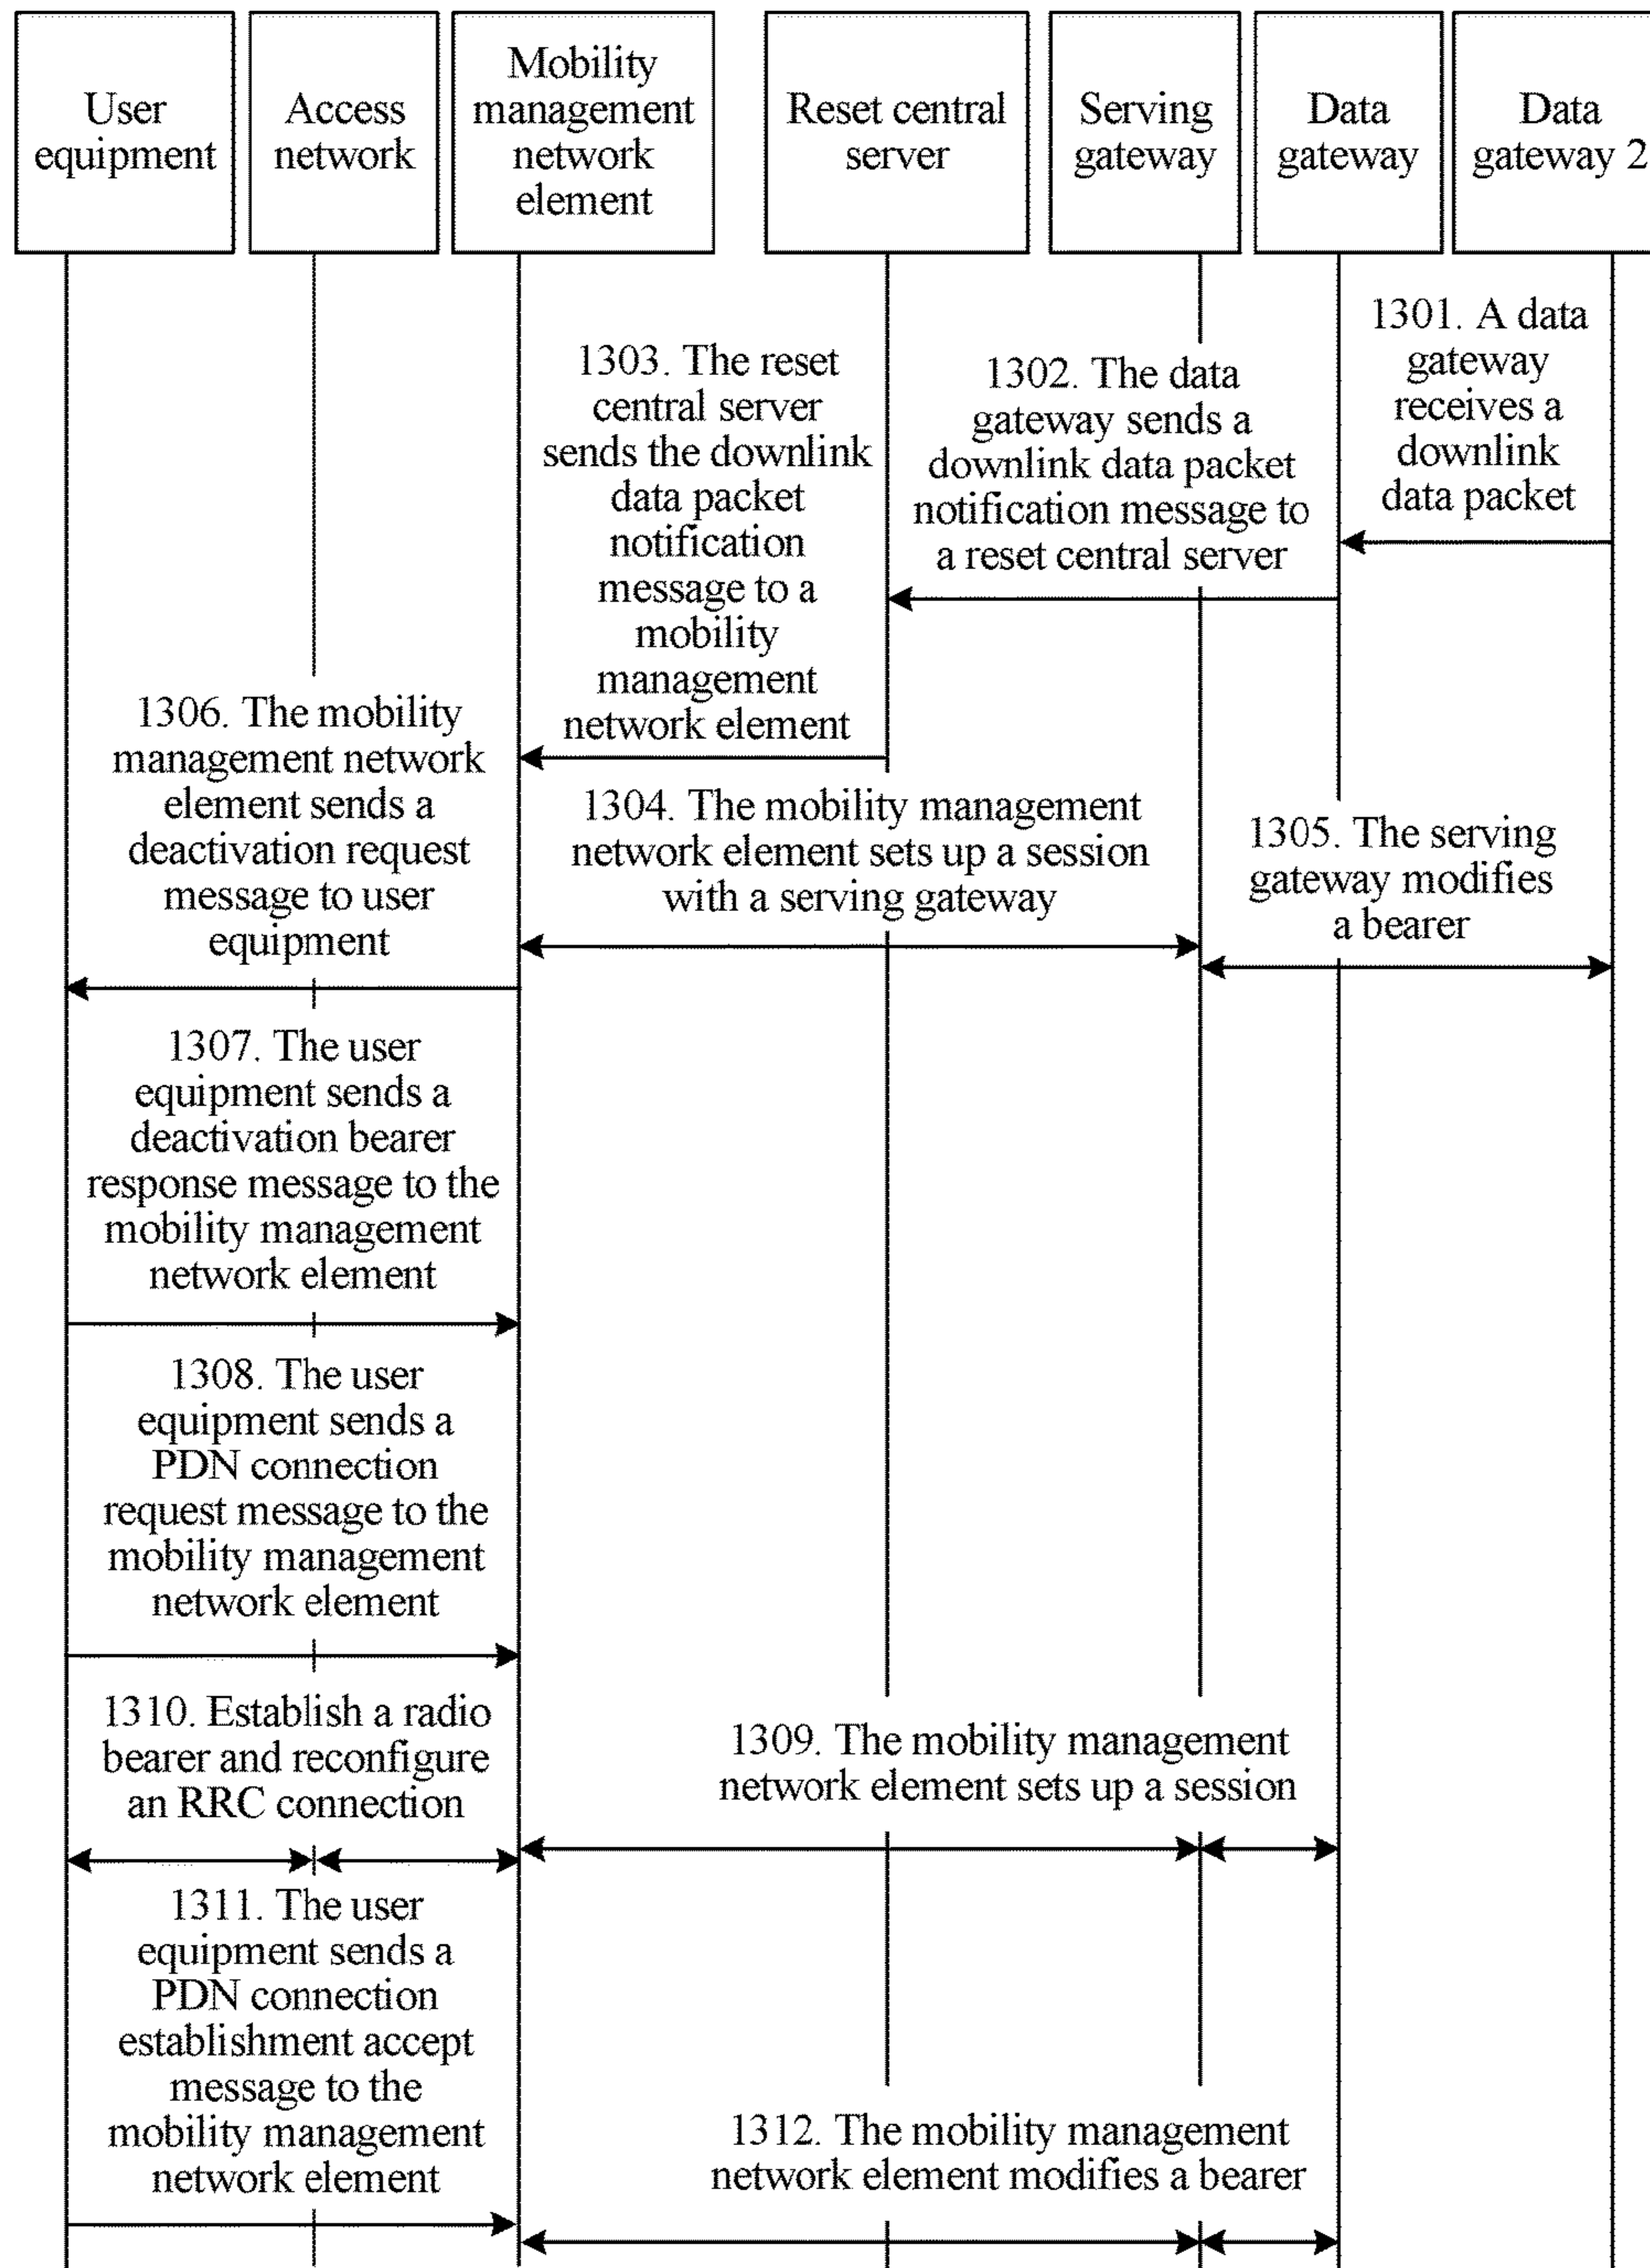 User
equipment
Access
network
Mobility
management
network
element
Reset central
server
Serving
gateway
Data
gateway
Data
gateway 2
1301. A data
gateway
receives a
downlink
data packet
1302. The data
gateway sends a
downlink data packet
notification message to
a reset central server
1303. The reset
central server
sends the downlink
data packet
notification
message to a
mobility
management
network element
1304. The mobility management
network element sets up a session
with a serving gateway
1305. The serving
gateway modifies
a bearer
1306. The mobility
management network
element sends a
deactivation request
message to user
equipment
1307. The user
equipment sends a
deactivation bearer
response message to the
mobility management
network element
1308. The user
equipment sends a
PDN connection
request message to the
mobility management
network element
1309. The mobility management
network element sets up a session
1310. Establish a radio
bearer and reconfigure
an RRC connection
1311. The user
equipment sends a
PDN connection
establishment accept
message to the
mobility management
network element
1312. The mobility management
network element modifies a bearer